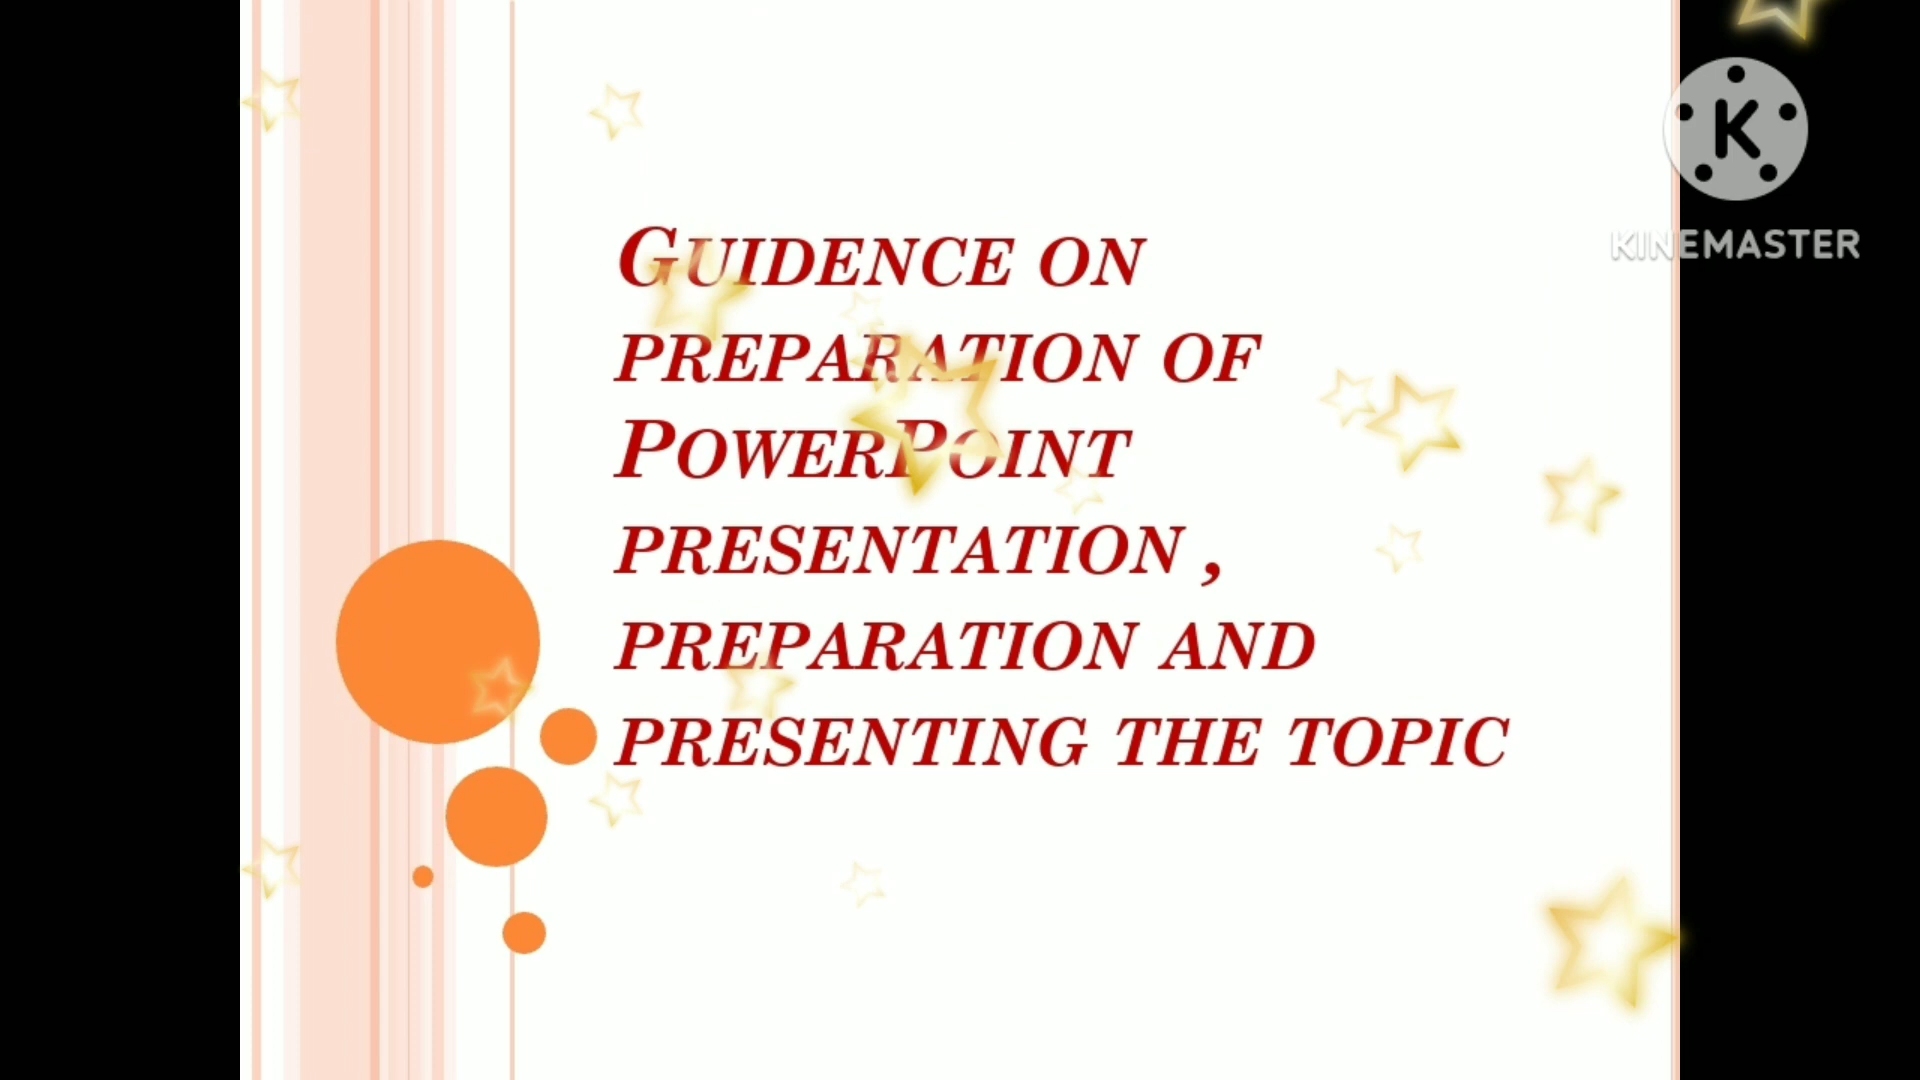 GUIDENCE ON
PREPARATION OF
POWERPOINT
PRESENTATION ,
PREPARATION AND
PRESENTING THE TOPIC
K
KINEMASTER